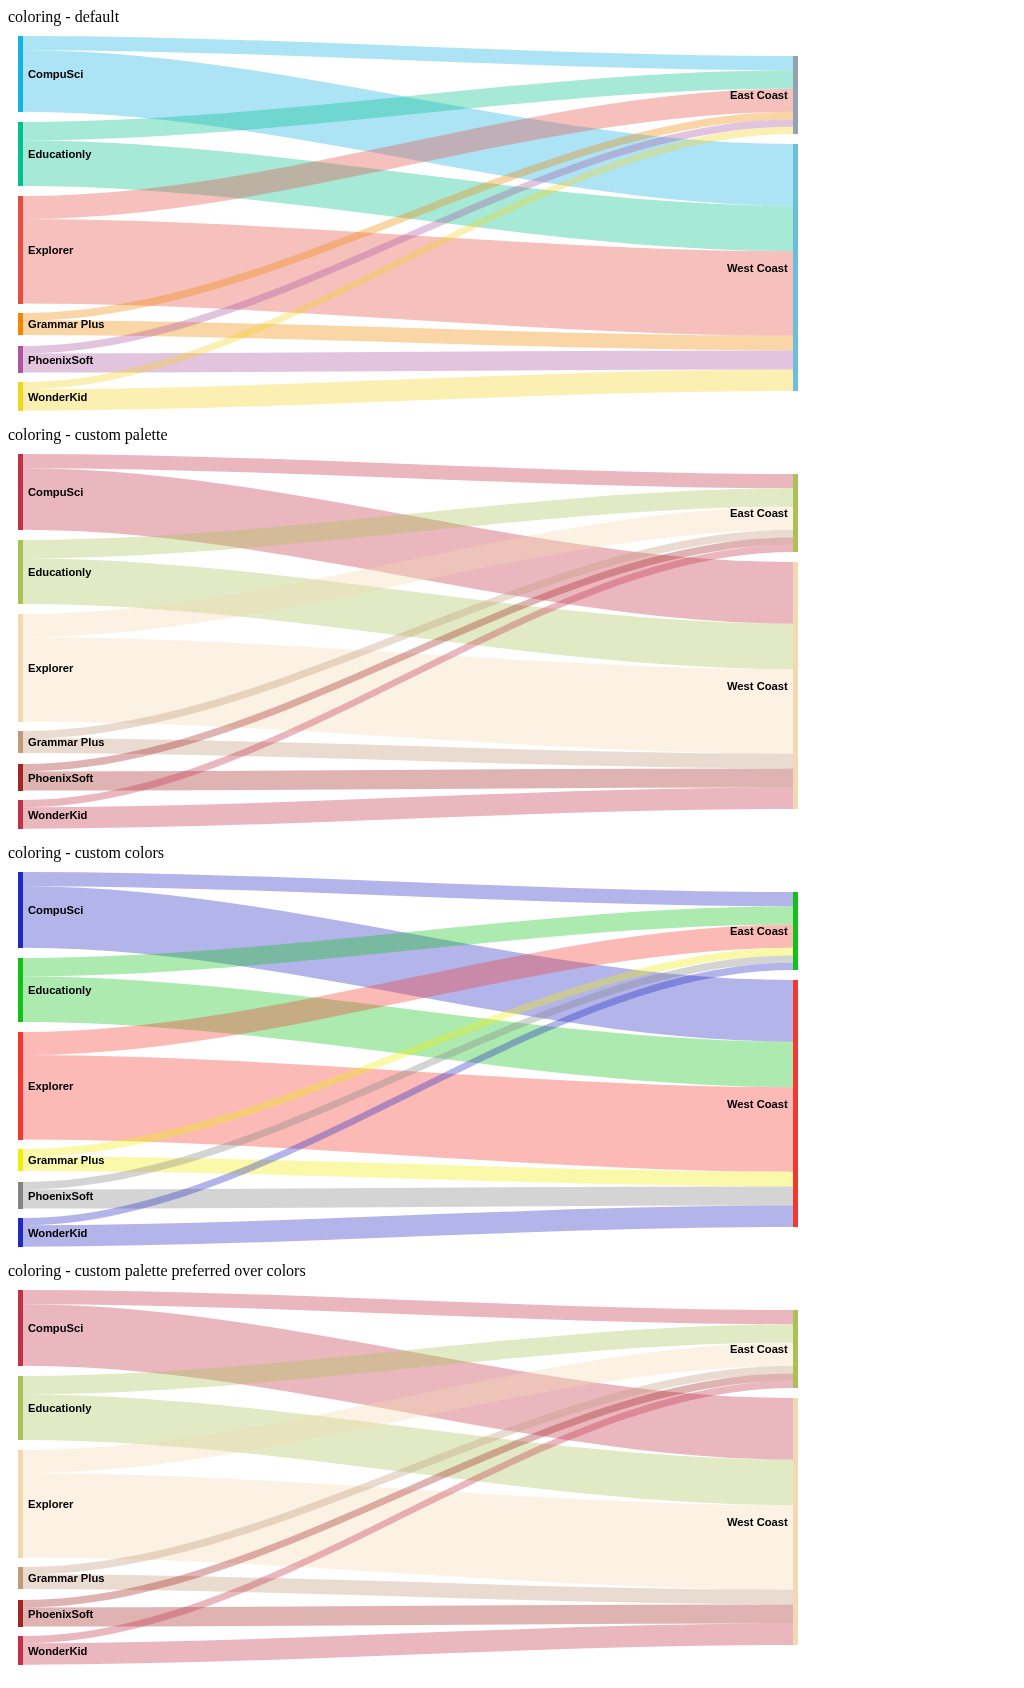 coloring - default
CompuSci
East Coast
Educationly
Explorer
West Coast
Grammar Plus
PhoenixSoft
WonderKid
coloring - custom palette
CompuSci
East Coast
Educationly
Explorer
West Coast
Grammar Plus
PhoenixSoft
WonderKid
coloring - custom colors
CompuSci
East Coast
Educationly
Explorer
West Coast
Grammar Plus
PhoenixSoft
WonderKid
coloring - custom palette preferred over colors
CompuSci
East Coast
Educationly
Explorer
West Coast
Grammar Plus
PhoenixSoft
WonderKid